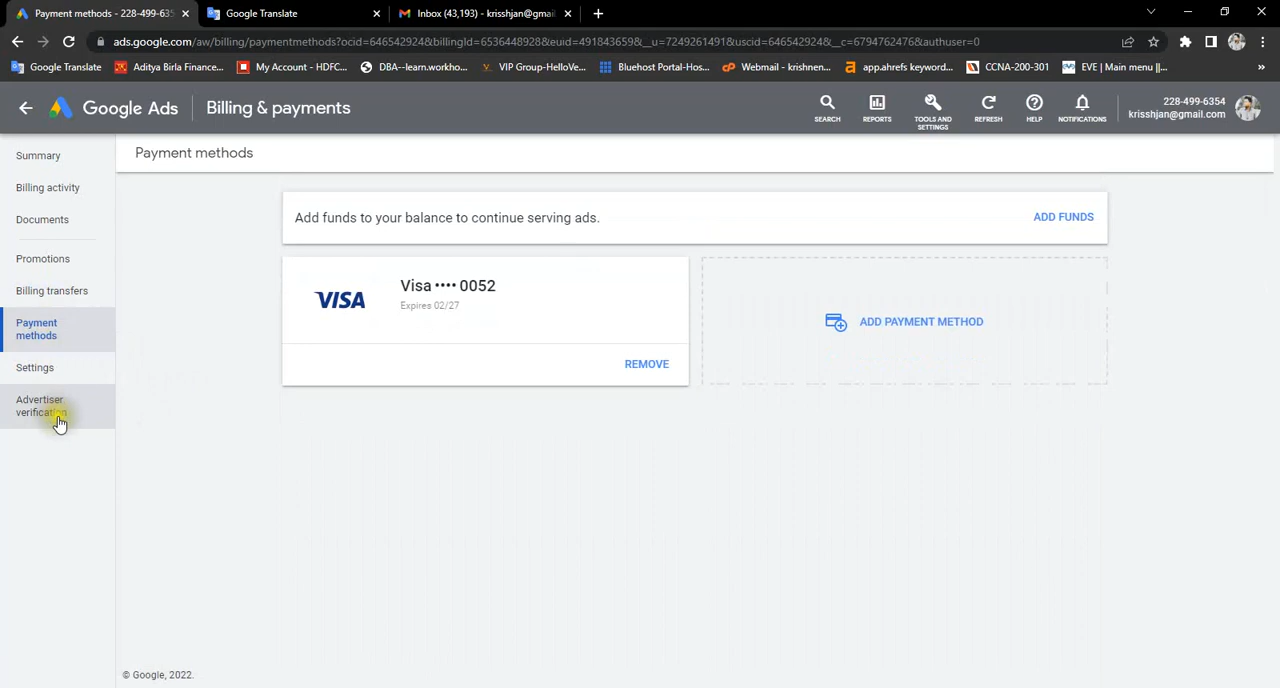 Payment methods - 228-499-635
Google Translate
Inbox (43,193) - krisshjan@gmai
ads.google.com/aw/billing/paymentmethods?ocid=646542924&billingId=6536448928&euid=4918436598&__u=7249261491&uscid=646542924&__c=6794762476&authuser=0
Google Translate
Aditya Birla Finance...
My Account - HDFC...
DBA--learn.workho...
VIP Group-HelloVe...
Bluehost Portal-Hos...
Webmail - krishnen...
app.ahrefs keyword...
CCNA-200-301
EVE | Main menu ||...
»
Google Ads
Billing & payments
SEARCH
REPORTS
TOOLS AND
SETTINGS
REFRESH
HELP
NOTIFICATIONS
228-499-6354
krisshjan@gmail.com
Summary
Billing activity
Documents
Promotions
Billing transfers
Payment
methods
Settings
Advertiser
verification
Payment methods
Add funds to your balance to continue serving ads.
ADD FUNDS
VISA
Visa •••• 0052
Expires 02/27
REMOVE
ADD PAYMENT METHOD
© Google, 2022.